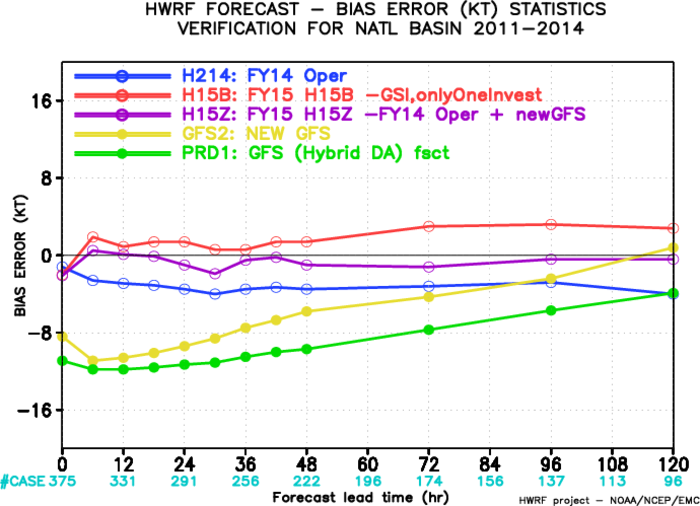 HWRF FORECAST – BIAS ERROR (KT) STATISTICS
VERIFICATION FOR NATL BASIN 2011–2014
H214: FY14 Oper
H15B: FY15 H15B –GSI,onlyOneInvest
H15Z: FY15 H15Z –FY14 Oper + newGFS
GFS2: NEW GFS
PRD1: GFS (Hybrid DA) fsct
BIAS ERROR (KT)
16
8
0
–8
–16
0 12 24 36 48 60 72 84 96 108 120
#CASE 375 331 291 256 222 196 174 156 137 113 96
Forecast lead time (hr)
HWRF project – NOAA/NCEP/EMC